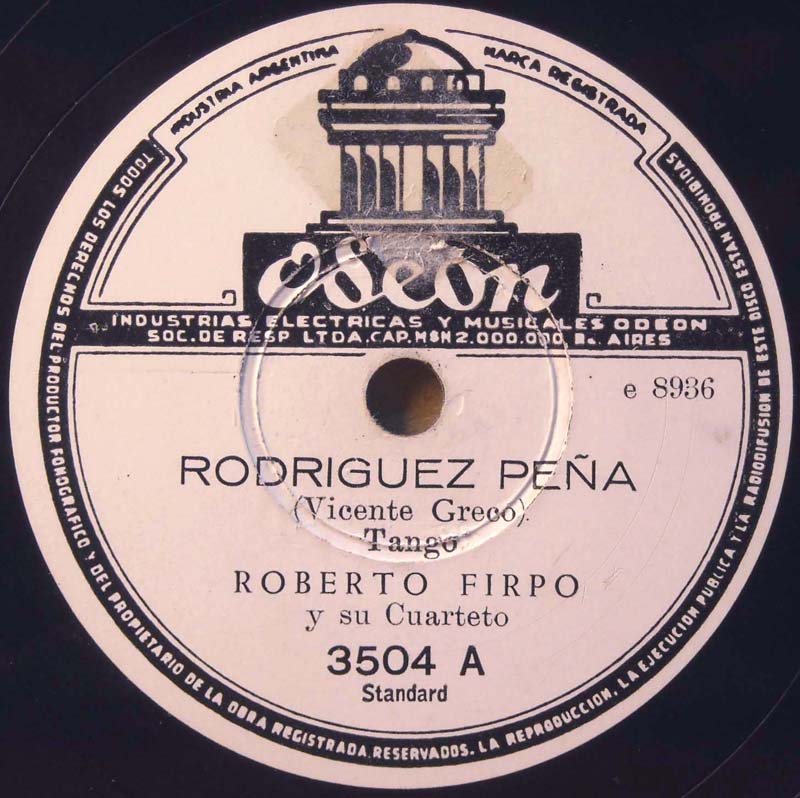 INDUSTRIA ARGENTINA
MARCA REGISTRADA
Odeon
INDUSTRIAS ELECTRICAS Y MUSICALES ODEON
SOC. DE RESP LTDA, CAP. M$N 2.000.000 Bs. AIRES
e 8936
RODRIGUEZ PEÑA
(Vicente Greco)
Tango
ROBERTO FIRPO
y su Cuarteto
3504 A
Standard
TODOS LOS DERECHOS DEL PRODUCTOR FONOGRAFICO Y DEL PROPIETARIO DE LA OBRA REGISTRADA RESERVADOS. LA REPRODUCCION, LA EJECUCION PUBLICA Y LA RADIODIFUSION DE ESTE DISCO ESTAN PROHIBIDAS